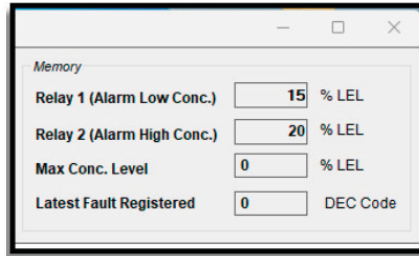 Memory
Relay 1 (Alarm Low Conc.) 15 % LEL
Relay 2 (Alarm High Conc.) 20 % LEL
Max Conc. Level 0 % LEL
Latest Fault Registered 0 DEC Code